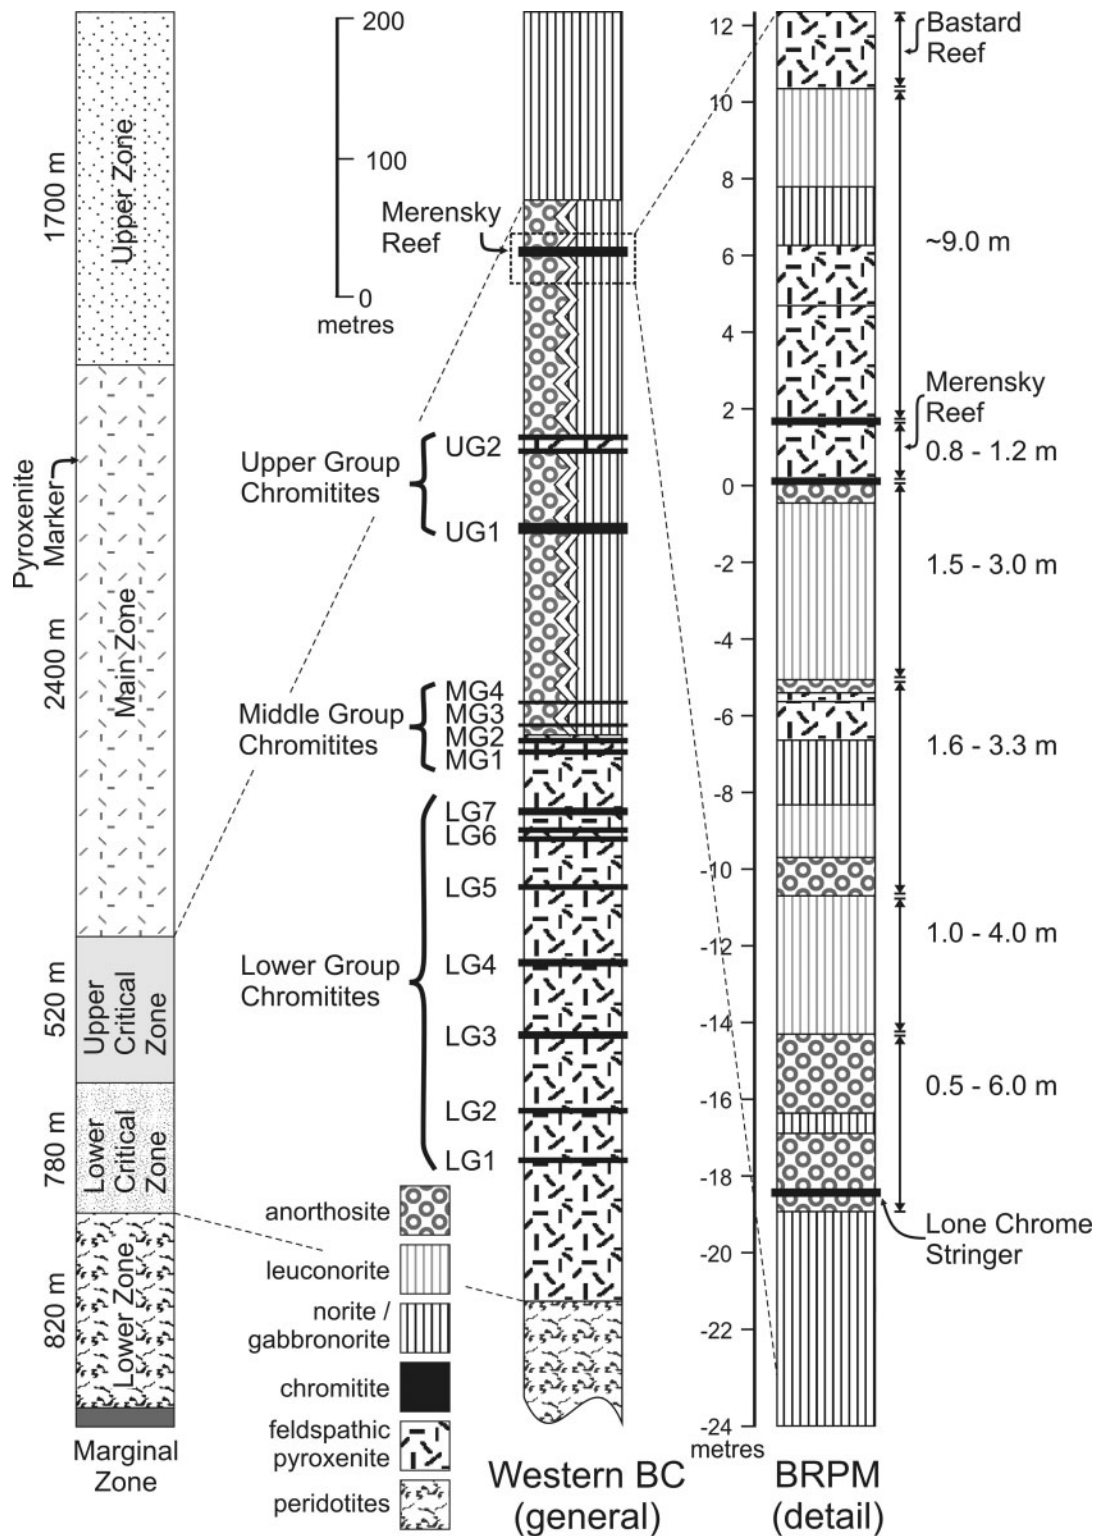 1700 m
Upper Zone
Pyroxenite
Marker
2400 m
Main Zone
520 m
Upper
Critical
Zone
780 m
Lower
Critical
Zone
820 m
Lower Zone
Marginal
Zone
200
100
0
metres
Merensky
Reef
Upper Group
Chromitites
UG2
UG1
Middle Group
Chromitites
MG4
MG3
MG2
MG1
Lower Group
Chromitites
LG7
LG6
LG5
LG4
LG3
LG2
LG1
anorthosite
leuconorite
norite /
gabbronorite
chromitite
feldspathic
pyroxenite
peridotites
Western BC
(general)
12
10
8
6
4
2
0
-2
-4
-6
-8
-10
-12
-14
-16
-18
-20
-22
-24
metres
Bastard
Reef
~9.0 m
Merensky
Reef
0.8 - 1.2 m
1.5 - 3.0 m
1.6 - 3.3 m
1.0 - 4.0 m
0.5 - 6.0 m
Lone Chrome
Stringer
BRPM
(detail)